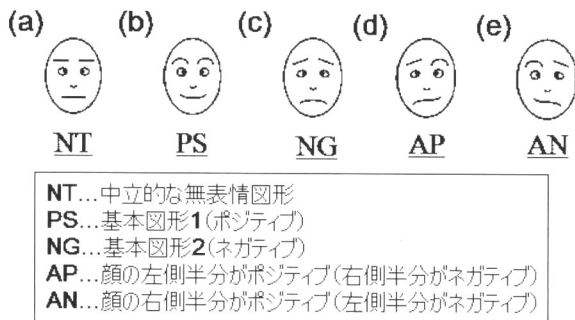 (a) (b) (c) (d) (e)
NT PS NG AP AN
NT...中立的な無表情図形
PS...基本図形1(ポジティブ)
NG...基本図形2(ネガティブ)
AP...顔の左側半分がポジティブ(右側半分がネガティブ)
AN...顔の右側半分がポジティブ(左側半分がネガティブ)